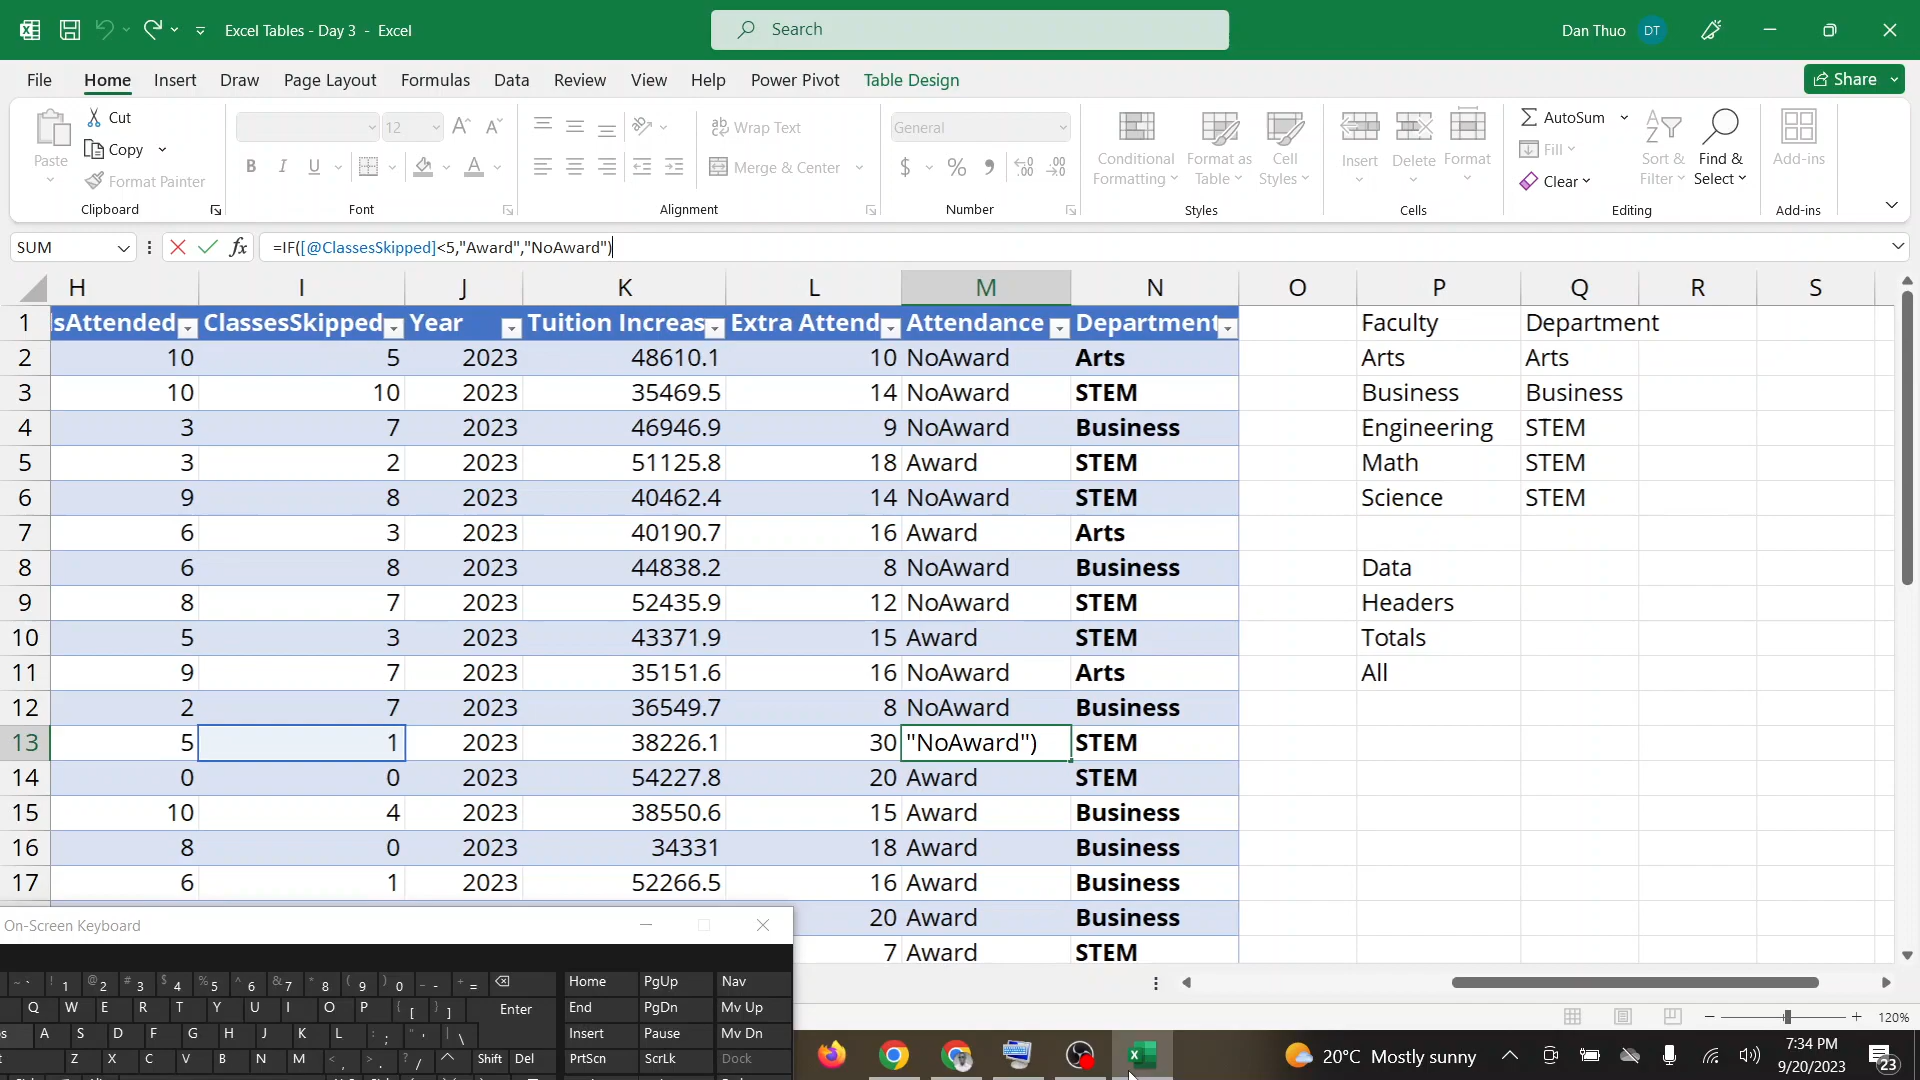 Excel Tables - Day 3 - Excel
Search
Dan Thuo DT
File Home Insert Draw Page Layout Formulas Data Review View Help Power Pivot Table Design Share
Paste
Cut
Copy
Format Painter
Clipboard
12
Font
Wrap Text
Merge & Center
Alignment
General
Number
Conditional Formatting
Format as Table
Cell Styles
Styles
Insert Delete Format
Cells
AutoSum
Fill
Clear
Sort & Filter
Find & Select
Editing
Add-ins
Add-ins
SUM fx =IF([@ClassesSkipped]<5,"Award","NoAward")
H I J K L M N O P Q R S
1 sAttended ClassesSkipped Year Tuition Increas Extra Attend Attendance Department Faculty Department
2 10 5 2023 48610.1 10 NoAward Arts Arts Arts
3 10 10 2023 35469.5 14 NoAward STEM Business Business
4 3 7 2023 46946.9 9 NoAward Business Engineering STEM
5 3 2 2023 51125.8 18 Award STEM Math STEM
6 9 8 2023 40462.4 14 NoAward STEM Science STEM
7 6 3 2023 40190.7 16 Award Arts
8 6 8 2023 44838.2 8 NoAward Business Data
9 8 7 2023 52435.9 12 NoAward STEM Headers
10 5 3 2023 43371.9 15 Award STEM Totals
11 9 7 2023 35151.6 16 NoAward Arts All
12 2 7 2023 36549.7 8 NoAward Business
13 5 1 2023 38226.1 30 "NoAward") STEM
14 0 0 2023 54227.8 20 Award STEM
15 10 4 2023 38550.6 15 Award Business
16 8 0 2023 34331 18 Award Business
17 6 1 2023 52266.5 16 Award Business
20 Award Business
7 Award STEM
On-Screen Keyboard
~ ` ! 1 @ 2 # 3 $ 4 % 5 ^ 6 & 7 * 8 ( 9 ) 0 _ - + = Home PgUp Nav
Q W E R T Y U I O P { [ } ] Enter End PgDn Mv Up
A S D F G H J K L : ; " ' | \ Insert Pause Mv Dn
Z X C V B N M < , > . ? / Shift Del PrtScn ScrLk Dock
120%
20°C Mostly sunny
7:34 PM
9/20/2023
23